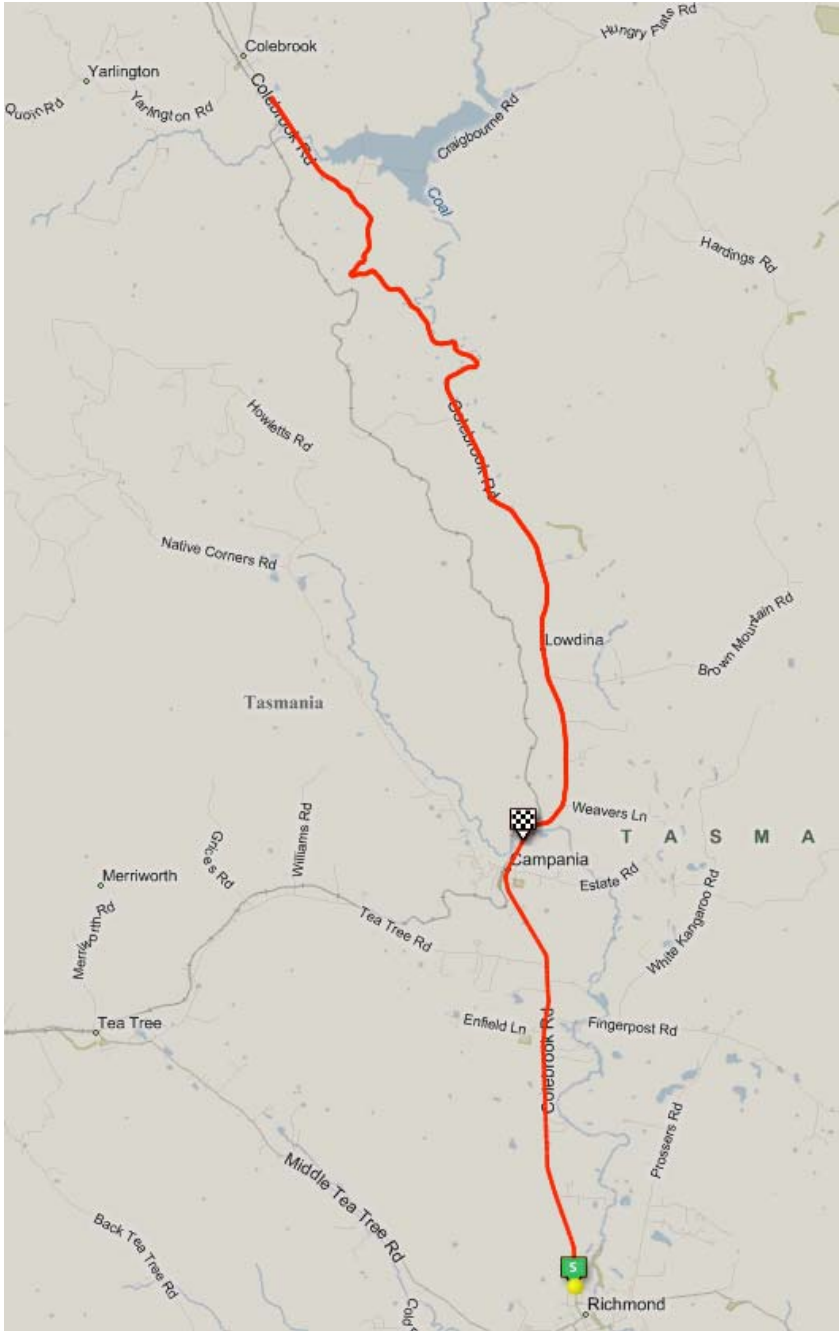 Hungry Flats Rd
Colebrook
Yarlington
Quoin Rd
Yarlington Rd
Colebrook Rd
Craigbourne Rd
Coal
Hardings Rd
Howletts Rd
Colebrook Rd
Native Corners Rd
Lowdina
Brown Mountain Rd
Tasmania
Weavers Ln
T A S M A
Campania
Williams Rd
Grices Rd
Merriworth
Estate Rd
White Kangaroo Rd
Tea Tree Rd
Merriworth Rd
Tea Tree
Enfield Ln
Colebrook Rd
Fingerpost Rd
Prossers Rd
Middle Tea Tree Rd
Back Tea Tree Rd
S
Richmond
Cold